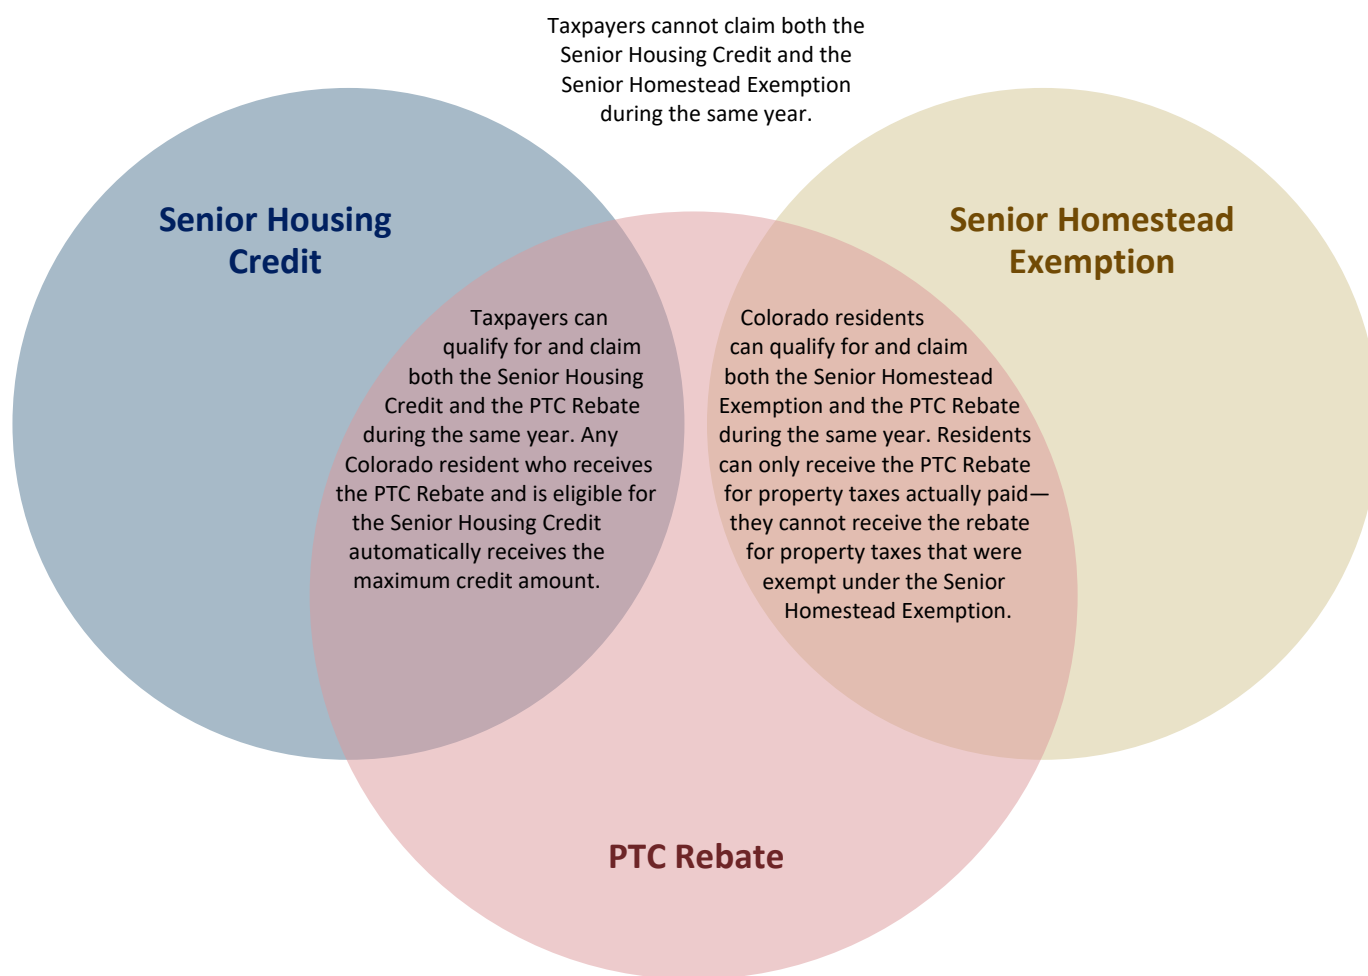 Taxpayers cannot claim both the
Senior Housing Credit and the
Senior Homestead Exemption
during the same year.
Senior Housing
Credit
Senior Homestead
Exemption
Taxpayers can
qualify for and claim
both the Senior Housing
Credit and the PTC Rebate
during the same year. Any
Colorado resident who receives
the PTC Rebate and is eligible for
the Senior Housing Credit
automatically receives the
maximum credit amount.
Colorado residents
can qualify for and claim
both the Senior Homestead
Exemption and the PTC Rebate
during the same year. Residents
can only receive the PTC Rebate
for property taxes actually paid—
they cannot receive the rebate
for property taxes that were
exempt under the Senior
Homestead Exemption.
PTC Rebate